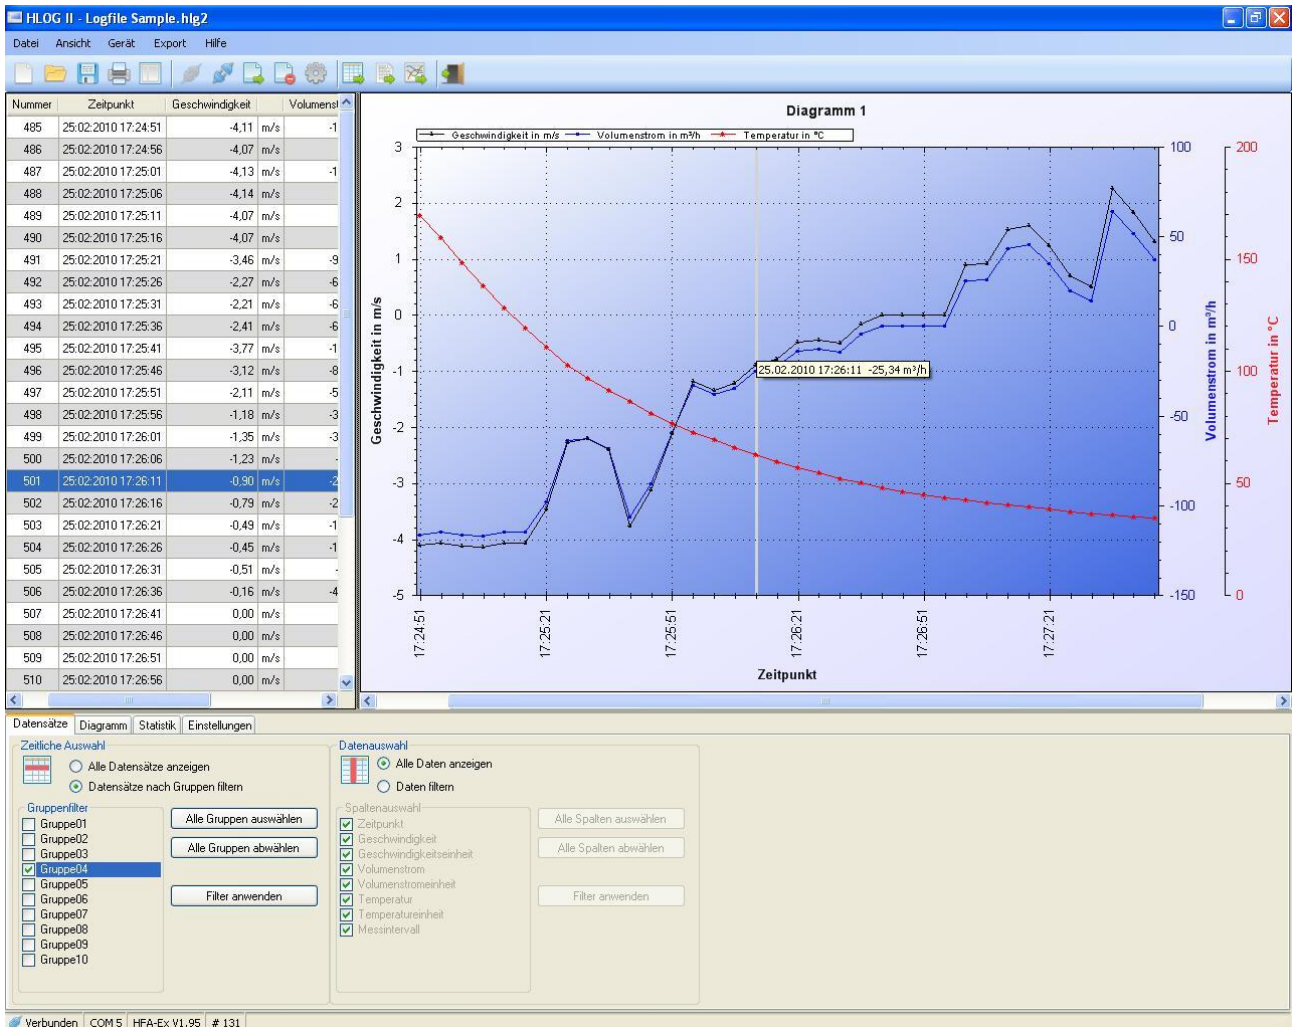 HLOG II - Logfile Sample.hlg2
Datei Ansicht Gerät Export Hilfe
Nummer Zeitpunkt Geschwindigkeit Volumenst
485 25:02:2010 17:24:51 -4,11 m/s -1
486 25:02:2010 17:24:56 -4,07 m/s
487 25:02:2010 17:25:01 -4,13 m/s -1
488 25:02:2010 17:25:06 -4,14 m/s
489 25:02:2010 17:25:11 -4,07 m/s
490 25:02:2010 17:25:16 -4,07 m/s
491 25:02:2010 17:25:21 -3,46 m/s -9
492 25:02:2010 17:25:26 -2,27 m/s -6
493 25:02:2010 17:25:31 -2,21 m/s -6
494 25:02:2010 17:25:36 -2,41 m/s -6
495 25:02:2010 17:25:41 -3,77 m/s -1
496 25:02:2010 17:25:46 -3,12 m/s -8
497 25:02:2010 17:25:51 -2,11 m/s -5
498 25:02:2010 17:25:56 -1,18 m/s -3
499 25:02:2010 17:26:01 -1,35 m/s -3
500 25:02:2010 17:26:06 -1,23 m/s -
501 25:02:2010 17:26:11 -0,90 m/s -2
502 25:02:2010 17:26:16 -0,79 m/s -2
503 25:02:2010 17:26:21 -0,49 m/s -1
504 25:02:2010 17:26:26 -0,45 m/s -1
505 25:02:2010 17:26:31 -0,51 m/s -
506 25:02:2010 17:26:36 -0,16 m/s -4
507 25:02:2010 17:26:41 0,00 m/s
508 25:02:2010 17:26:46 0,00 m/s
509 25:02:2010 17:26:51 0,00 m/s
510 25:02:2010 17:26:56 0,00 m/s
Diagramm 1
Geschwindigkeit in m/s Volumenstrom in m³/h Temperatur in °C
3
2
1
0
-1
-2
-3
-4
-5
Geschwindigkeit in m/s
25.02.2010 17:26:11 -25,34 m³/h
100
50
0
-50
-100
-150
Volumenstrom in m³/h
200
150
100
50
0
Temperatur in °C
17:24:51
17:25:21
17:25:51
17:26:21
17:26:51
17:27:21
Zeitpunkt
Datensätze Diagramm Statistik Einstellungen
Zeitliche Auswahl
Alle Datensätze anzeigen
Datensätze nach Gruppen filtern
Gruppenfilter
Gruppe01
Gruppe02
Gruppe03
Gruppe04
Gruppe05
Gruppe06
Gruppe07
Gruppe08
Gruppe09
Gruppe10
Alle Gruppen auswählen
Alle Gruppen abwählen
Filter anwenden
Datenauswahl
Alle Daten anzeigen
Daten filtern
Spaltenauswahl
Zeitpunkt
Geschwindigkeit
Geschwindigkeitseinheit
Volumenstrom
Volumenstromeinheit
Temperatur
Temperatureinheit
Messintervall
Alle Spalten auswählen
Alle Spalten abwählen
Filter anwenden
Verbunden COM 5 HFA-Ex V1.95 # 131